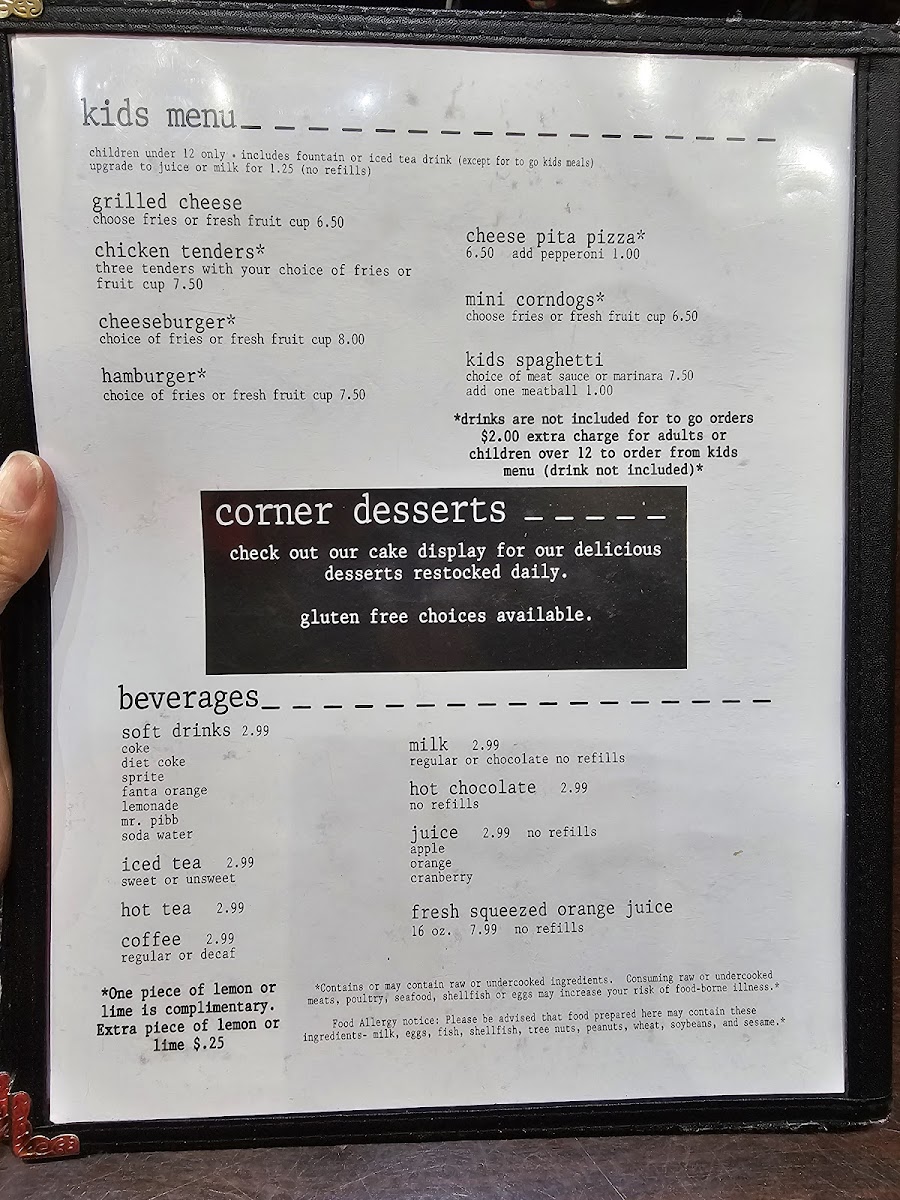 kids menu
children under 12 only • includes fountain or iced tea drink (except for to go kids meals)
upgrade to juice or milk for 1.25 (no refills)
grilled cheese
choose fries or fresh fruit cup 6.50
chicken tenders*
three tenders with your choice of fries or
fruit cup 7.50
cheeseburger*
choice of fries or fresh fruit cup 8.00
hamburger*
choice of fries or fresh fruit cup 7.50
cheese pita pizza*
6.50 add pepperoni 1.00
mini corndogs*
choose fries or fresh fruit cup 6.50
kids spaghetti
choice of meat sauce or marinara 7.50
add one meatball 1.00
*drinks are not included for to go orders
$2.00 extra charge for adults or
children over 12 to order from kids
menu (drink not included)*
corner desserts
check out our cake display for our delicious
desserts restocked daily.
gluten free choices available.
beverages
soft drinks 2.99
coke
diet coke
sprite
fanta orange
lemonade
mr. pibb
soda water
iced tea 2.99
sweet or unsweet
hot tea 2.99
coffee 2.99
regular or decaf
*One piece of lemon or
lime is complimentary.
Extra piece of lemon or
lime $.25
milk 2.99
regular or chocolate no refills
hot chocolate 2.99
no refills
juice 2.99 no refills
apple
orange
cranberry
fresh squeezed orange juice
16 oz. 7.99 no refills
*Contains or may contain raw or undercooked ingredients. Consuming raw or undercooked
meats, poultry, seafood, shellfish or eggs may increase your risk of food-borne illness.*
Food Allergy notice: Please be advised that food prepared here may contain these
ingredients- milk, eggs, fish, shellfish, tree nuts, peanuts, wheat, soybeans, and sesame.*